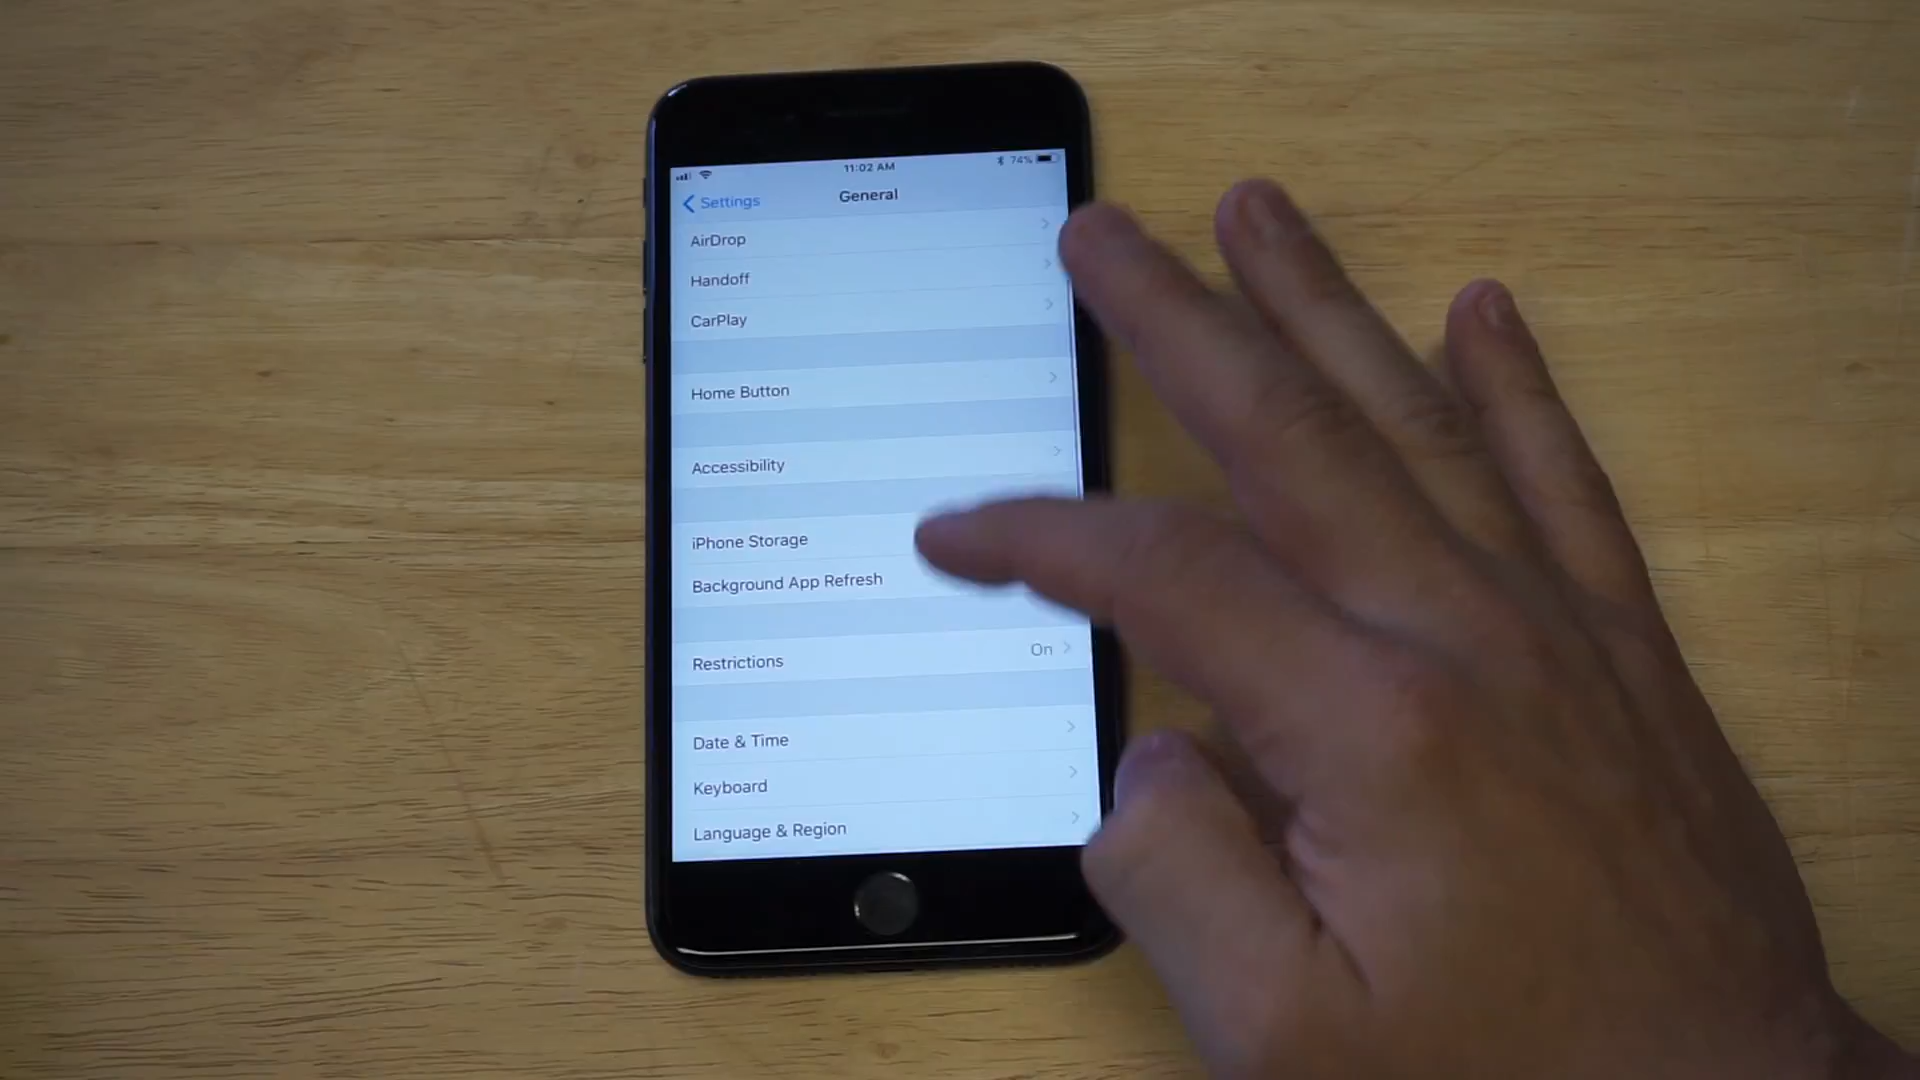 11:02 AM
74%
Settings
General
AirDrop
Handoff
CarPlay
Home Button
Accessibility
iPhone Storage
Background App Refresh
Restrictions
On
Date & Time
Keyboard
Language & Region